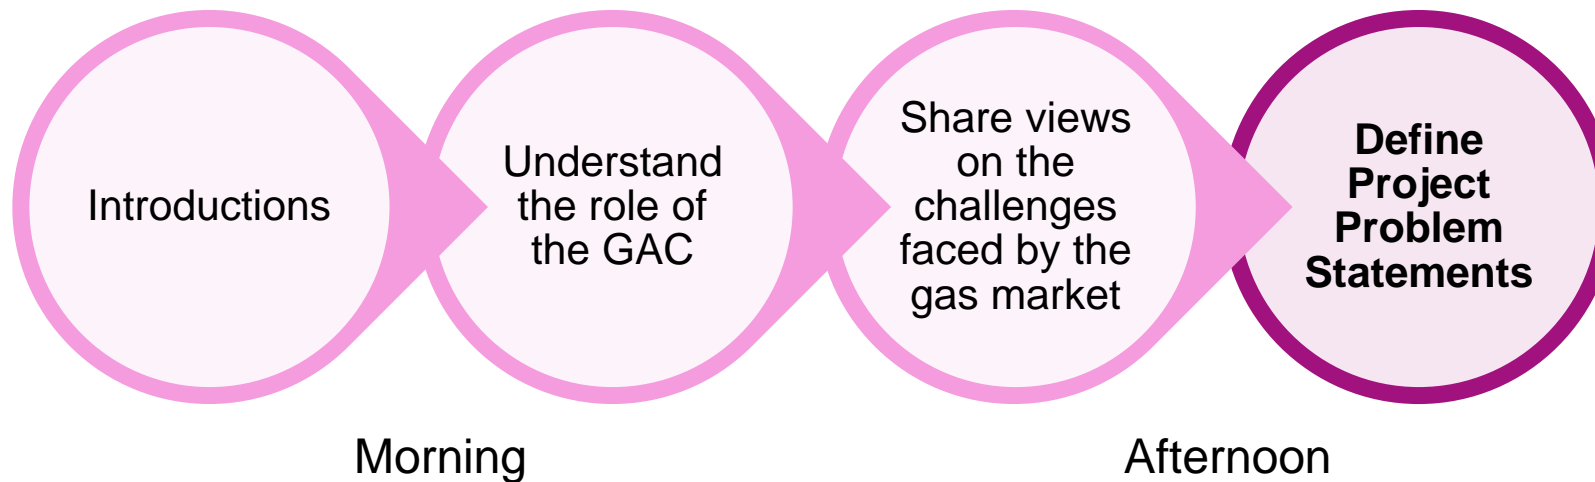 Introductions
Understand
the role of
the GAC
Share views
on the
challenges
faced by the
gas market
Define
Project
Problem
Statements
Morning
Afternoon